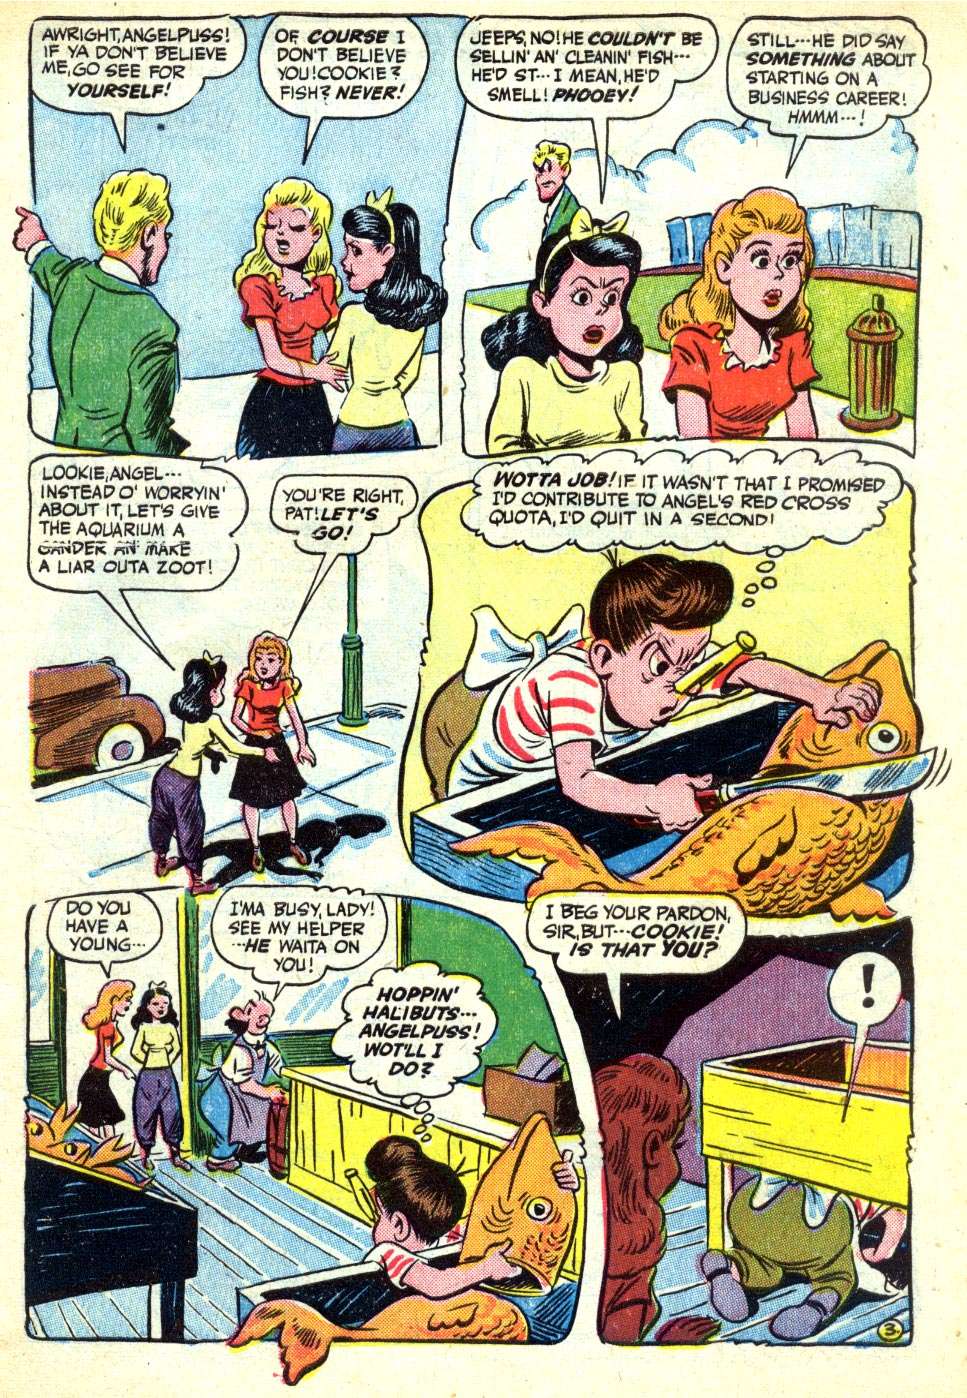 AWRIGHT, ANGELPUSS!
IF YA DON'T BELIEVE
ME, GO SEE FOR
YOURSELF!
OF COURSE I
DON'T BELIEVE
YOU! COOKIE?
FISH? NEVER!
JEEPS, NO! HE COULDN'T BE
SELLIN' AN' CLEANIN' FISH---
HE'D ST--- I MEAN, HE'D
SMELL! PHOOEY!
STILL--- HE DID SAY
SOMETHING ABOUT
STARTING ON A
BUSINESS CAREER!
HMMM---!
LOOKIE, ANGEL---
INSTEAD O' WORRYIN'
ABOUT IT, LET'S GIVE
THE AQUARIUM A
GANDER AN' MAKE
A LIAR OUTA ZOOT!
YOU'RE RIGHT,
PAT! LET'S
GO!
WOTTA JOB! IF IT WASN'T THAT I PROMISED
I'D CONTRIBUTE TO ANGEL'S RED CROSS
QUOTA, I'D QUIT IN A SECOND!
DO YOU
HAVE A
YOUNG---
I'MA BUSY, LADY!
SEE MY HELPER
---HE WAITA ON
YOU!
HOPPIN'
HALIBUTS---
ANGELPUSS!
WOT'LL I
DO?
I BEG YOUR PARDON,
SIR, BUT--- COOKIE!
IS THAT YOU?
!
3.